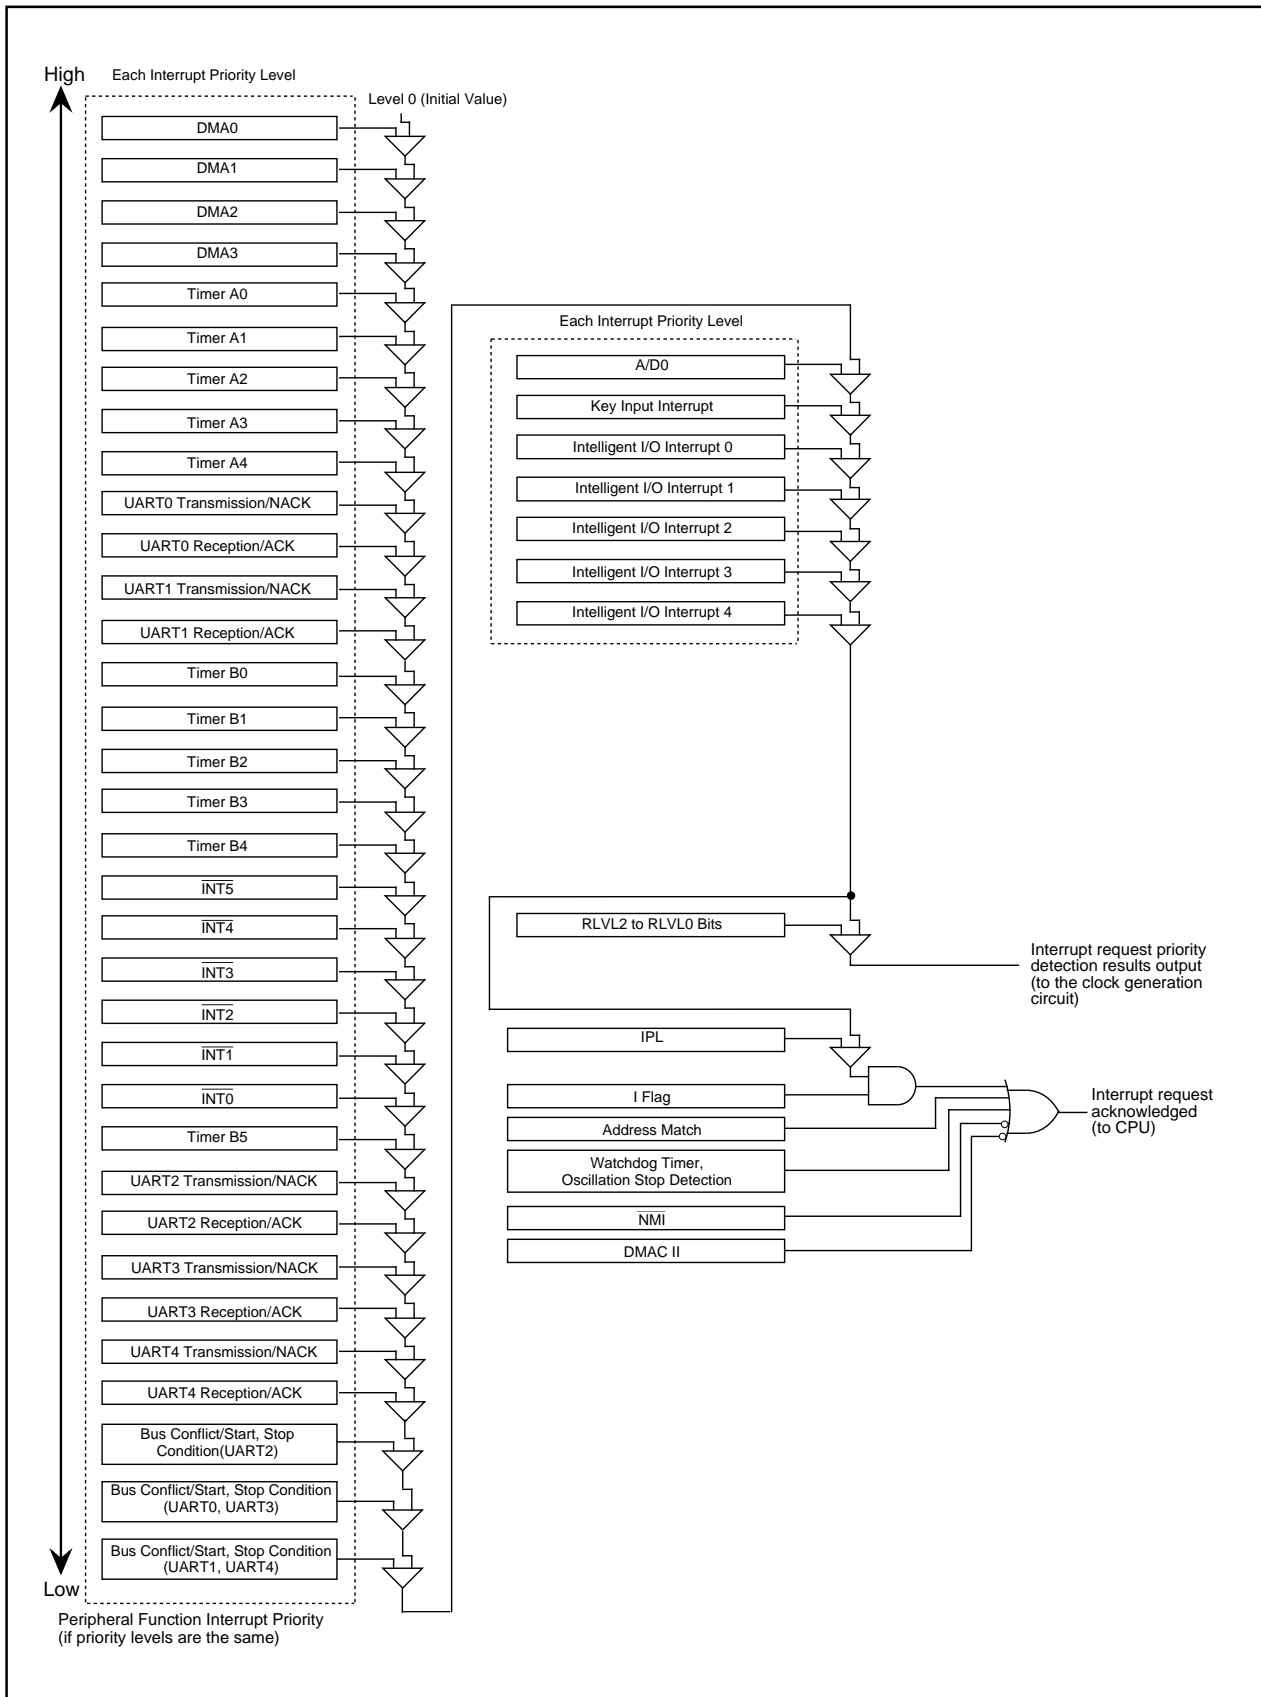 High
Each Interrupt Priority Level
Level 0 (Initial Value)
DMA0
DMA1
DMA2
DMA3
Timer A0
Timer A1
Timer A2
Timer A3
Timer A4
UART0 Transmission/NACK
UART0 Reception/ACK
UART1 Transmission/NACK
UART1 Reception/ACK
Timer B0
Timer B1
Timer B2
Timer B3
Timer B4
INT5
INT4
INT3
INT2
INT1
INT0
Timer B5
UART2 Transmission/NACK
UART2 Reception/ACK
UART3 Transmission/NACK
UART3 Reception/ACK
UART4 Transmission/NACK
UART4 Reception/ACK
Bus Conflict/Start, Stop
Condition(UART2)
Bus Conflict/Start, Stop Condition
(UART0, UART3)
Bus Conflict/Start, Stop Condition
(UART1, UART4)
Low
Peripheral Function Interrupt Priority
(if priority levels are the same)
Each Interrupt Priority Level
A/D0
Key Input Interrupt
Intelligent I/O Interrupt 0
Intelligent I/O Interrupt 1
Intelligent I/O Interrupt 2
Intelligent I/O Interrupt 3
Intelligent I/O Interrupt 4
RLVL2 to RLVL0 Bits
Interrupt request priority
detection results output
(to the clock generation
circuit)
IPL
I Flag
Address Match
Watchdog Timer,
Oscillation Stop Detection
NMI
DMAC II
Interrupt request
acknowledged
(to CPU)